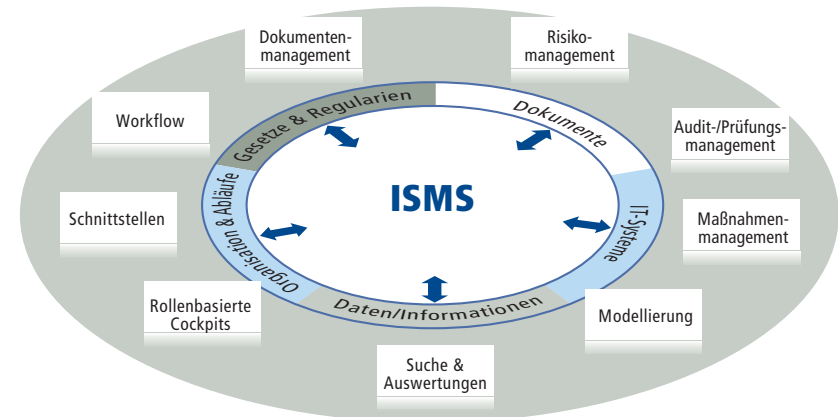 Dokumenten-
management
Risiko-
management
Workflow
Gesetze & Regularien
Dokumente
Audit-/Prüfungs-
management
ISMS
Schnittstellen
Organisation & Abläufe
IT-Systeme
Maßnahmen-
management
Rollenbasierte
Cockpits
Daten/Informationen
Modellierung
Suche &
Auswertungen